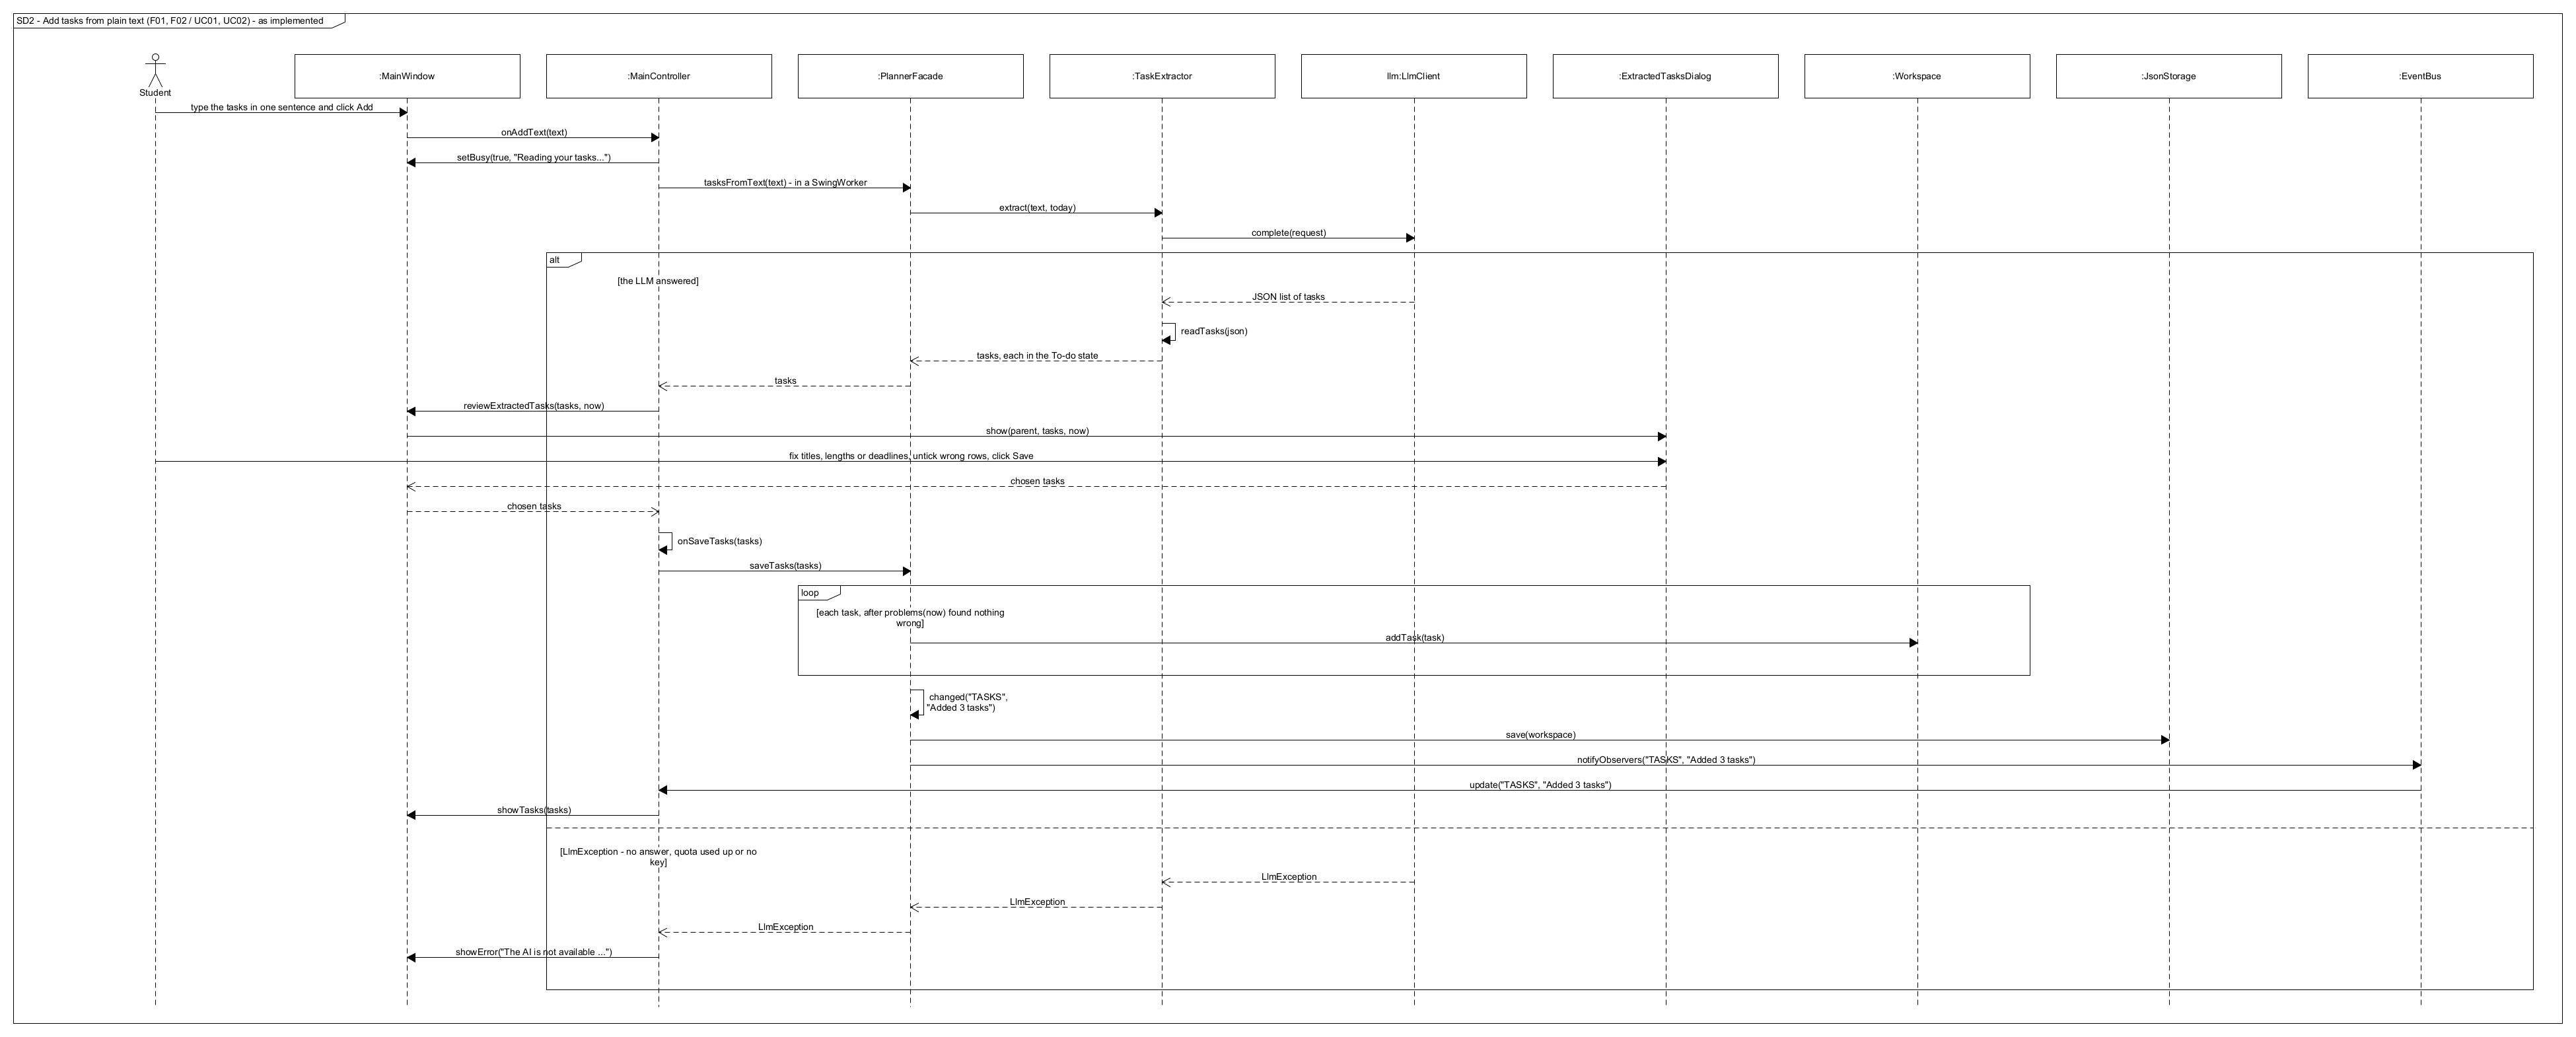 SD2 - Add tasks from plain text (F01, F02 / UC01, UC02) - as implemented
Student
:MainWindow
:MainController
:PlannerFacade
:TaskExtractor
llm:LlmClient
:ExtractedTasksDialog
:Workspace
:JsonStorage
:EventBus
type the tasks in one sentence and click Add
onAddText(text)
setBusy(true, "Reading your tasks...")
tasksFromText(text) - in a SwingWorker
extract(text, today)
complete(request)
alt
[the LLM answered]
JSON list of tasks
readTasks(json)
tasks, each in the To-do state
tasks
reviewExtractedTasks(tasks, now)
show(parent, tasks, now)
fix titles, lengths or deadlines, untick wrong rows, click Save
chosen tasks
chosen tasks
onSaveTasks(tasks)
saveTasks(tasks)
loop
[each task, after problems(now) found nothing
wrong]
addTask(task)
changed("TASKS",
"Added 3 tasks")
save(workspace)
notifyObservers("TASKS", "Added 3 tasks")
update("TASKS", "Added 3 tasks")
showTasks(tasks)
[LlmException - no answer, quota used up or no
key]
LlmException
LlmException
LlmException
showError("The AI is not available ...")